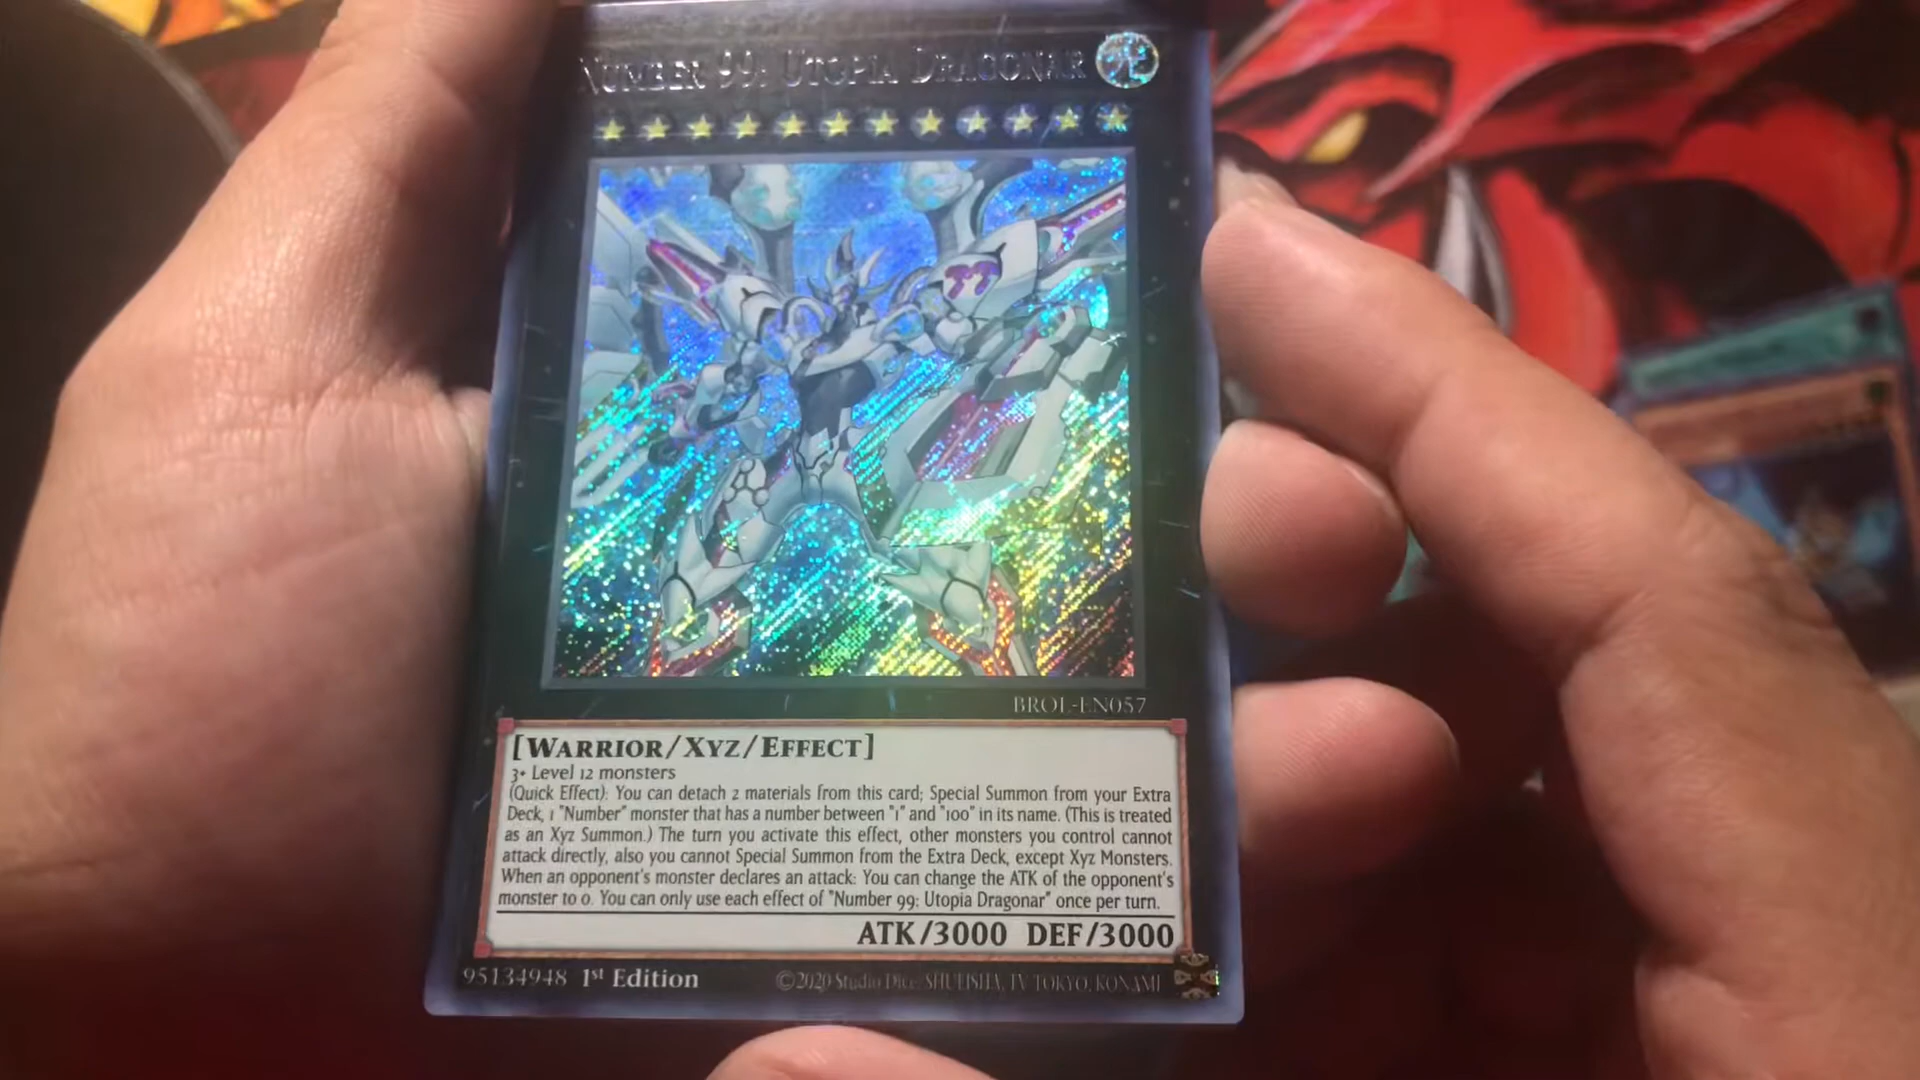 NUMBER 99: UTOPIA DRAGONAR
光
BROL-EN057
[WARRIOR/XYZ/EFFECT]
3+ Level 12 monsters
(Quick Effect): You can detach 2 materials from this card; Special Summon from your Extra
Deck, 1 "Number" monster that has a number between "1" and "100" in its name. (This is treated
as an Xyz Summon.) The turn you activate this effect, other monsters you control cannot
attack directly, also you cannot Special Summon from the Extra Deck, except Xyz Monsters.
When an opponent's monster declares an attack: You can change the ATK of the opponent's
monster to 0. You can only use each effect of "Number 99: Utopia Dragonar" once per turn.
ATK/3000 DEF/3000
95134948 1st Edition
©2020 Studio Dice/SHUEISHA, TV TOKYO, KONAMI